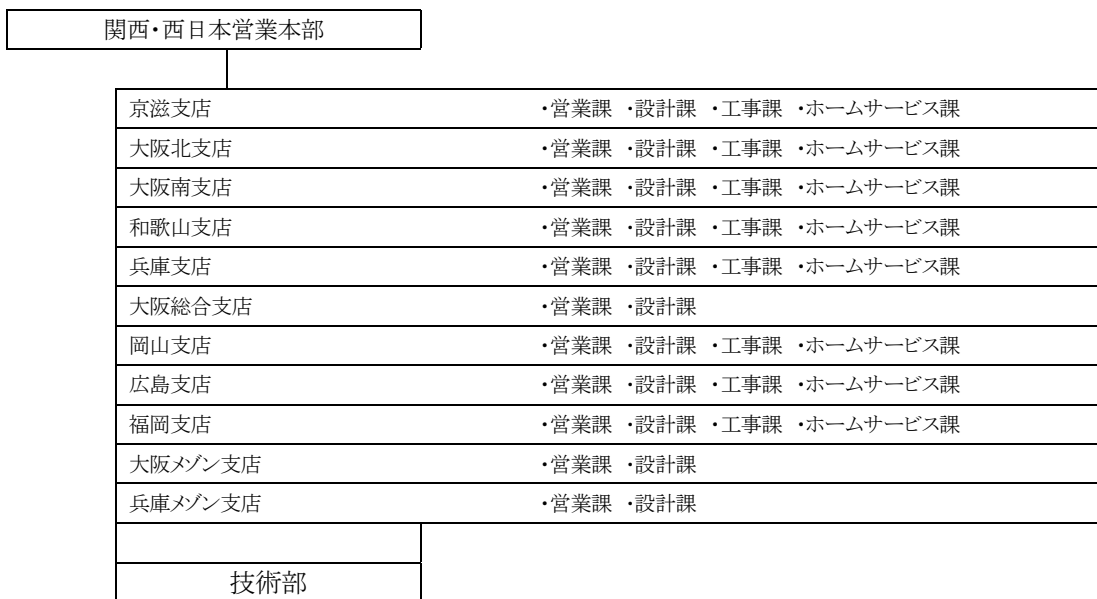 関西・西日本営業本部
京滋支店 ・営業課 ・設計課 ・工事課 ・ホームサービス課
大阪北支店 ・営業課 ・設計課 ・工事課 ・ホームサービス課
大阪南支店 ・営業課 ・設計課 ・工事課 ・ホームサービス課
和歌山支店 ・営業課 ・設計課 ・工事課 ・ホームサービス課
兵庫支店 ・営業課 ・設計課 ・工事課 ・ホームサービス課
大阪総合支店 ・営業課 ・設計課
岡山支店 ・営業課 ・設計課 ・工事課 ・ホームサービス課
広島支店 ・営業課 ・設計課 ・工事課 ・ホームサービス課
福岡支店 ・営業課 ・設計課 ・工事課 ・ホームサービス課
大阪メゾン支店 ・営業課 ・設計課
兵庫メゾン支店 ・営業課 ・設計課
技術部